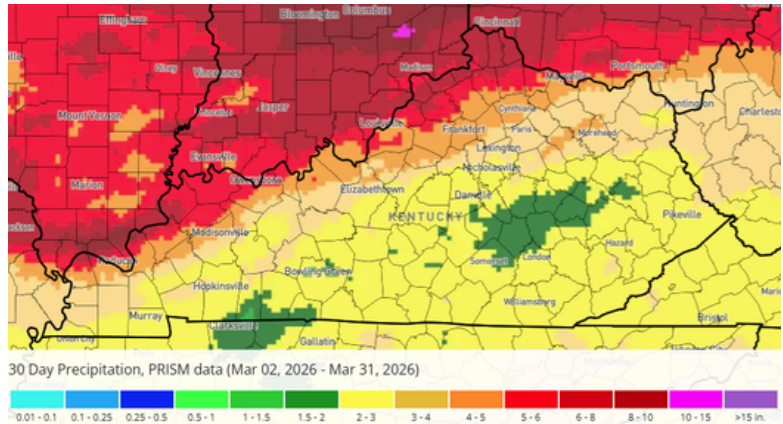 Effingham
Bloomington
Columbus
Cincinnati
Olney
Vincennes
Madison
Portsmouth
Maysville
Mount Vernon
Princeton
Jasper
Louisville
Huntington
Charleston
Cynthiana
Frankfort
Paris
Morehead
Evansville
Lexington
Marion
Owensboro
Nicholasville
Elizabethtown
Danville
KENTUCKY
Pikeville
Madisonville
Hazard
Paducah
Somerset
London
Bowling Green
Hopkinsville
Williamsburg
Murray
Clarksville
Bristol
Union City
Gallatin
30 Day Precipitation, PRISM data (Mar 02, 2026 - Mar 31, 2026)
0.01 - 0.1 0.1 - 0.25 0.25 - 0.5 0.5 - 1 1 - 1.5 1.5 - 2 2 - 3 3 - 4 4 - 5 5 - 6 6 - 8 8 - 10 10 - 15 >15 in.